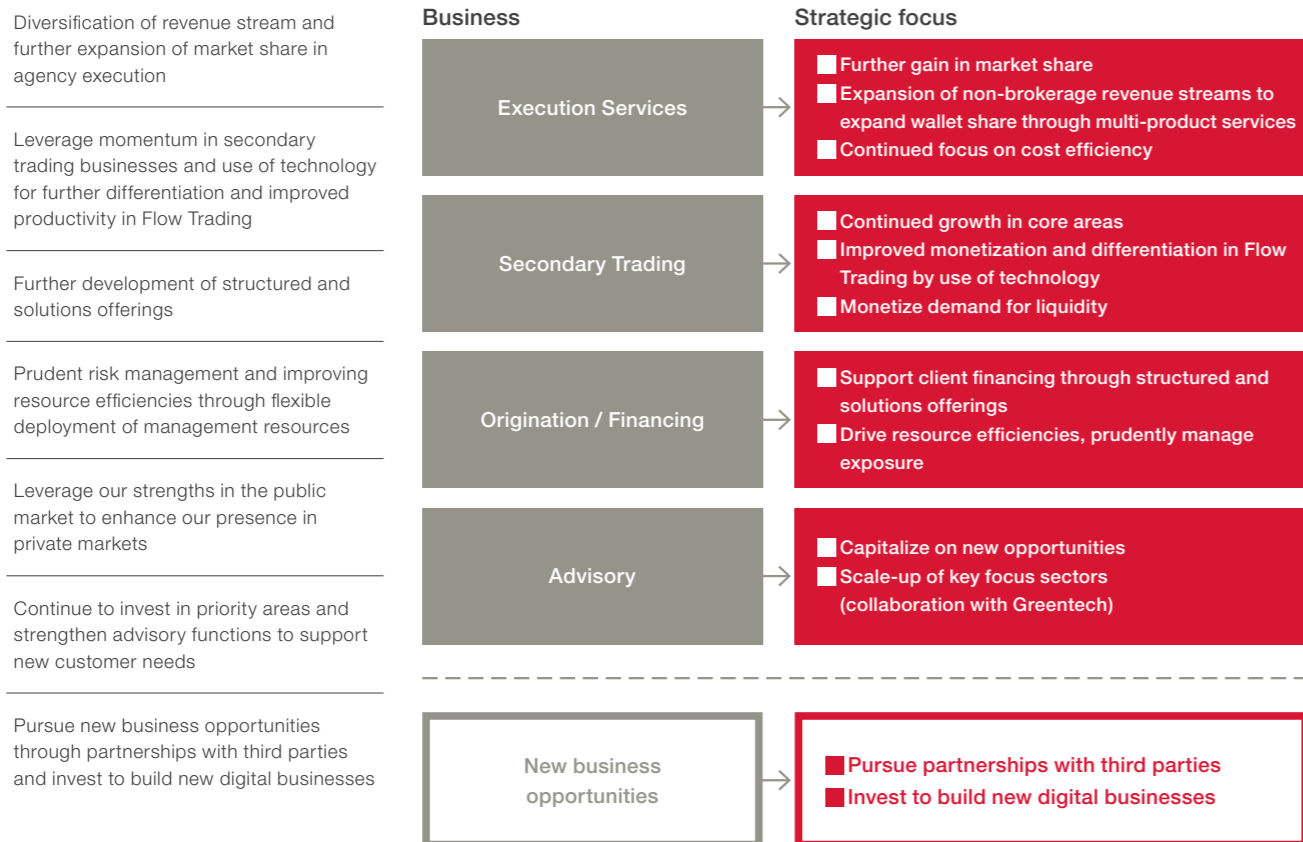 Diversification of revenue stream and
further expansion of market share in
agency execution
Leverage momentum in secondary
trading businesses and use of technology
for further differentiation and improved
productivity in Flow Trading
Further development of structured and
solutions offerings
Prudent risk management and improving
resource efficiencies through flexible
deployment of management resources
Leverage our strengths in the public
market to enhance our presence in
private markets
Continue to invest in priority areas and
strengthen advisory functions to support
new customer needs
Pursue new business opportunities
through partnerships with third parties
and invest to build new digital businesses
Business
Strategic focus
Execution Services
Further gain in market share
Expansion of non-brokerage revenue streams to
expand wallet share through multi-product services
Continued focus on cost efficiency
Secondary Trading
Continued growth in core areas
Improved monetization and differentiation in Flow
Trading by use of technology
Monetize demand for liquidity
Origination / Financing
Support client financing through structured and
solutions offerings
Drive resource efficiencies, prudently manage
exposure
Advisory
Capitalize on new opportunities
Scale-up of key focus sectors
(collaboration with Greentech)
New business
opportunities
Pursue partnerships with third parties
Invest to build new digital businesses